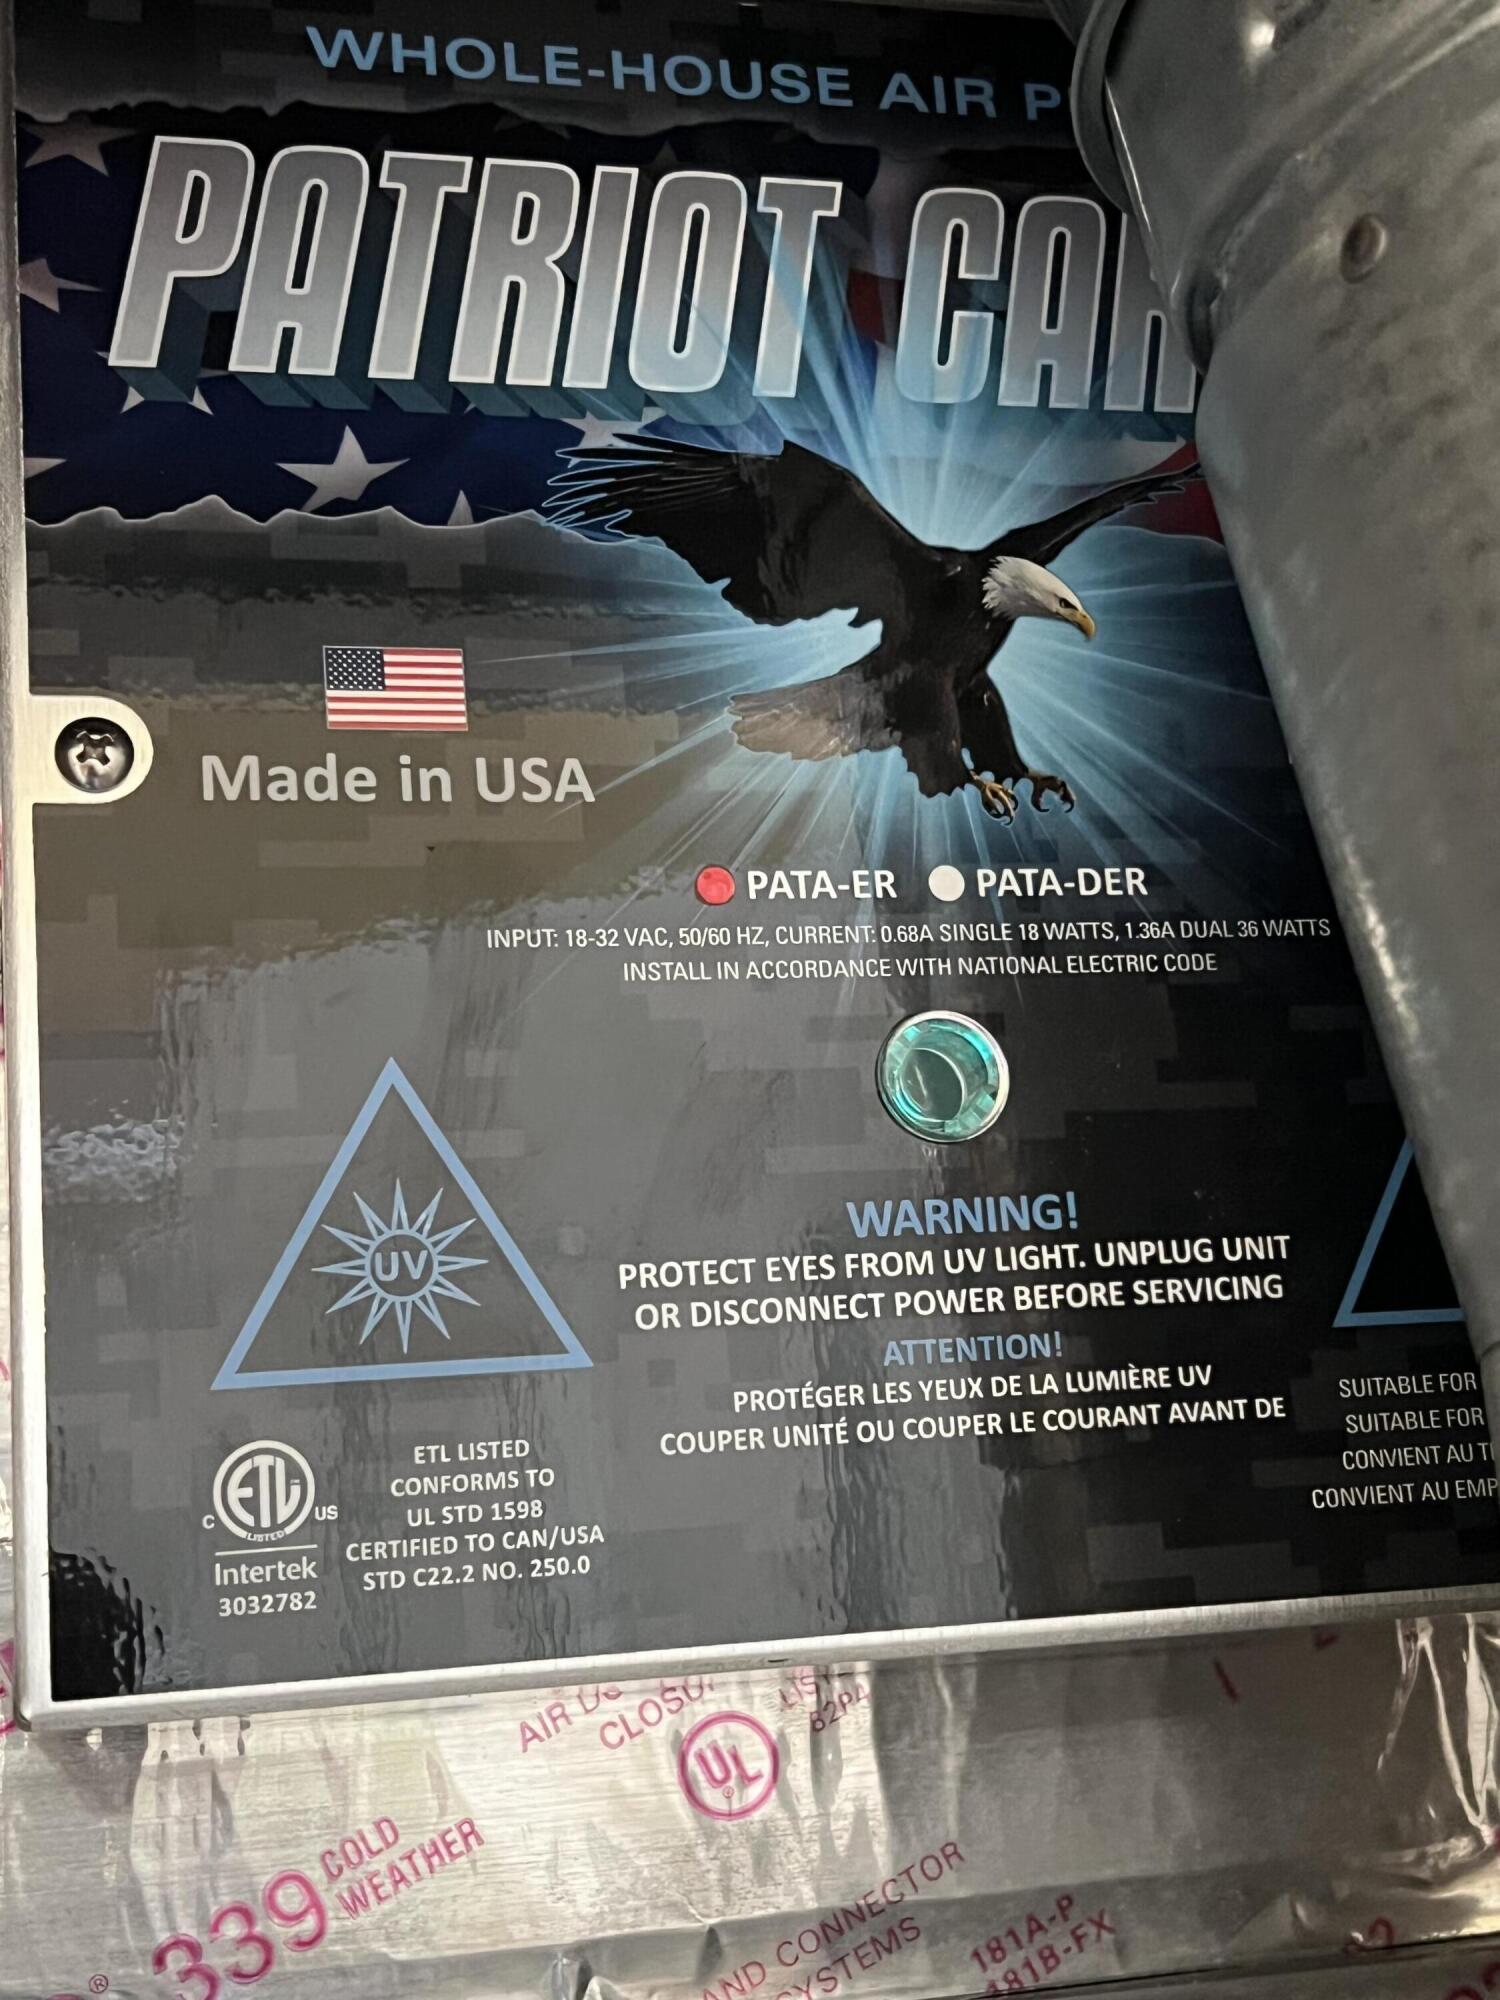 WHOLE-HOUSE AIR P
PATRIOT CAR
Made in USA
PATA-ER PATA-DER
INPUT: 18-32 VAC, 50/60 HZ, CURRENT: 0.68A SINGLE 18 WATTS, 1.36A DUAL 36 WATTS
INSTALL IN ACCORDANCE WITH NATIONAL ELECTRIC CODE
UV
WARNING!
PROTECT EYES FROM UV LIGHT. UNPLUG UNIT
OR DISCONNECT POWER BEFORE SERVICING
ATTENTION!
PROTÉGER LES YEUX DE LA LUMIÈRE UV
COUPER UNITÉ OU COUPER LE COURANT AVANT DE
SUITABLE FOR
SUITABLE FOR
CONVIENT AU T
CONVIENT AU EMP
C ETL US
LISTED
Intertek
3032782
ETL LISTED
CONFORMS TO
UL STD 1598
CERTIFIED TO CAN/USA
STD C22.2 NO. 250.0
AIR
CLOSU
LIST
B2PA
UL
®
339 COLD
WEATHER
AND CONNECTOR
SYSTEMS
181A-P
181B-FX